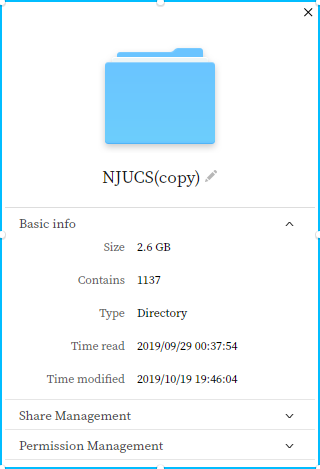 NJUCS(copy)
Basic info
Size 2.6 GB
Contains 1137
Type Directory
Time read 2019/09/29 00:37:54
Time modified 2019/10/19 19:46:04
Share Management
Permission Management